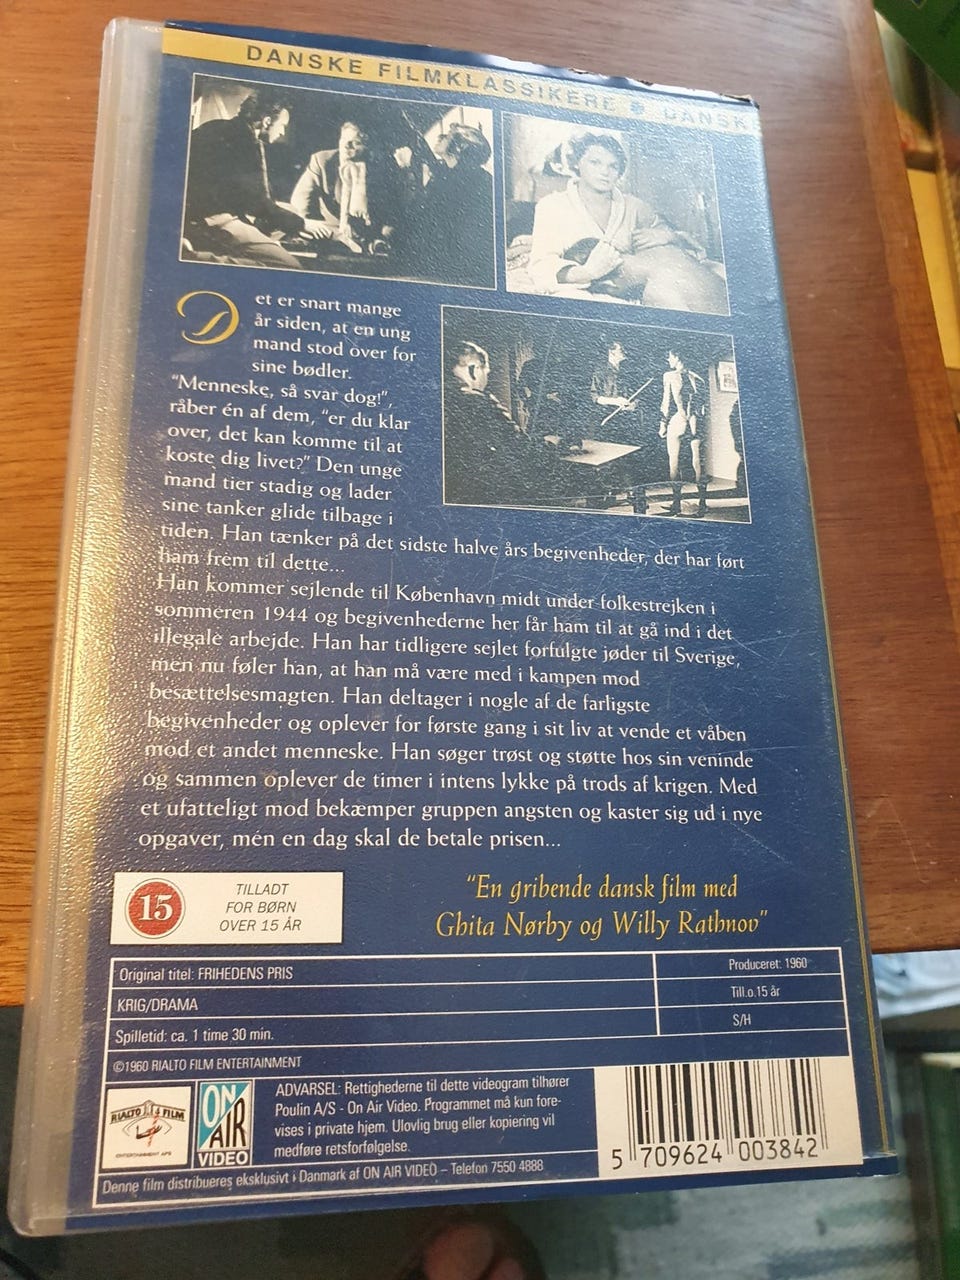 DANSKE FILMKLASSIKERE DANSK
Det er snart mange
år siden, at en ung
mand stod over for
sine bødler.
"Menneske, så svar dog!",
råber én af dem, "er du klar
over, det kan komme til at
koste dig livet?" Den unge
mand tier stadig og lader
sine tanker glide tilbage i
tiden. Han tænker på det sidste halve års begivenheder, der har ført
ham frem til dette...
Han kommer sejlende til København midt under folkestrejken i
sommeren 1944 og begivenhederne her får ham til at gå ind i det
illegale arbejde. Han har tidligere sejlet forfulgte jøder til Sverige,
men nu føler han, at han må være med i kampen mod
besættelsesmagten. Han deltager i nogle af de farligste
begivenheder og oplever for første gang i sit liv at vende et våben
mod et andet menneske. Han søger trøst og støtte hos sin veninde
og sammen oplever de timer i intens lykke på trods af krigen. Med
et ufatteligt mod bekæmper gruppen angsten og kaster sig ud i nye
opgaver, men en dag skal de betale prisen...
15
TILLADT
FOR BØRN
OVER 15 ÅR
"En gribende dansk film med
Ghita Nørby og Willy Rathnov"
Original titel: FRIHEDENS PRIS
Produceret: 1960
KRIG/DRAMA
Till.o.15 år
Spilletid: ca. 1 time 30 min.
S/H
©1960 RIALTO FILM ENTERTAINMENT
RIALTO FILM
ENTERTAINMENT APS
ON
AIR
VIDEO
ADVARSEL: Rettighederne til dette videogram tilhører
Poulin A/S - On Air Video. Programmet må kun fore-
vises i private hjem. Ulovlig brug eller kopiering vil
medføre retsforfølgelse.
5 709624 003842
Denne film distribueres eksklusivt i Danmark af ON AIR VIDEO – Telefon 7550 4888